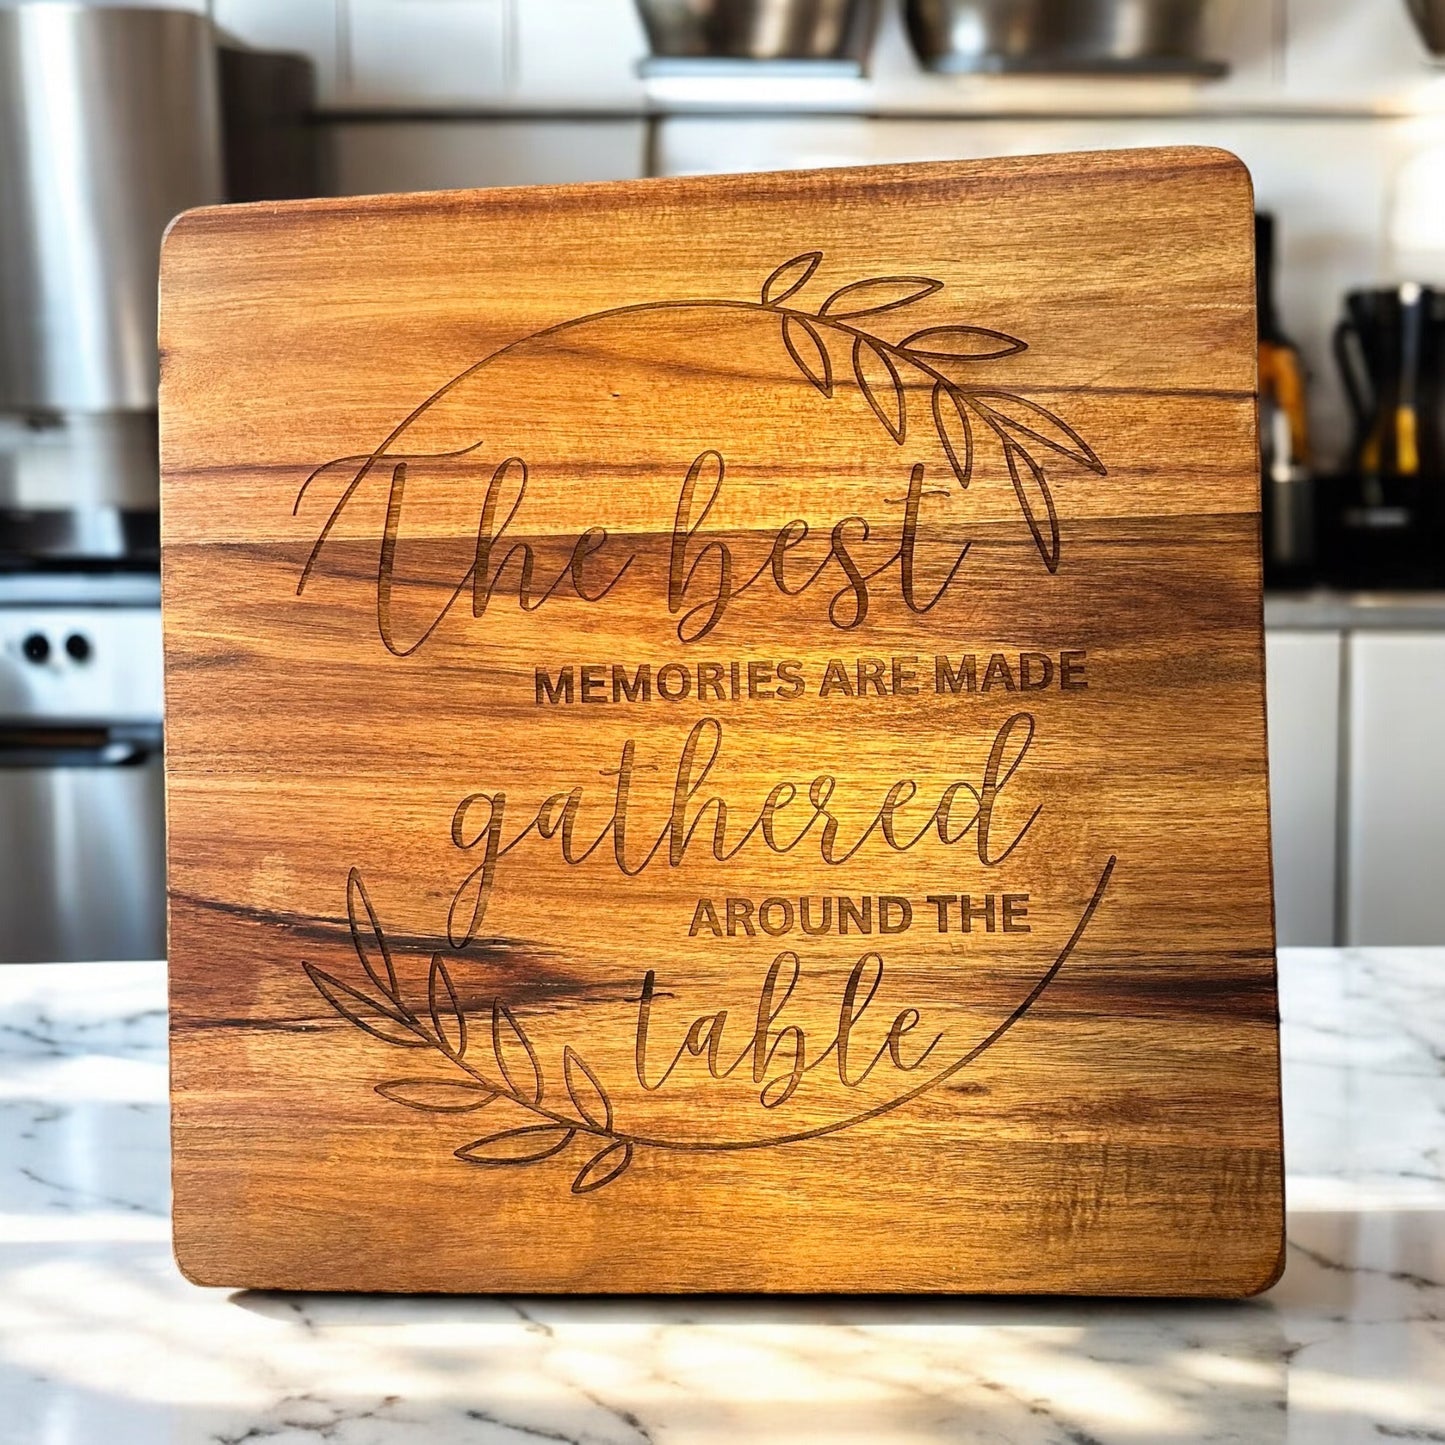 The best
MEMORIES ARE MADE
gathered
AROUND THE
table